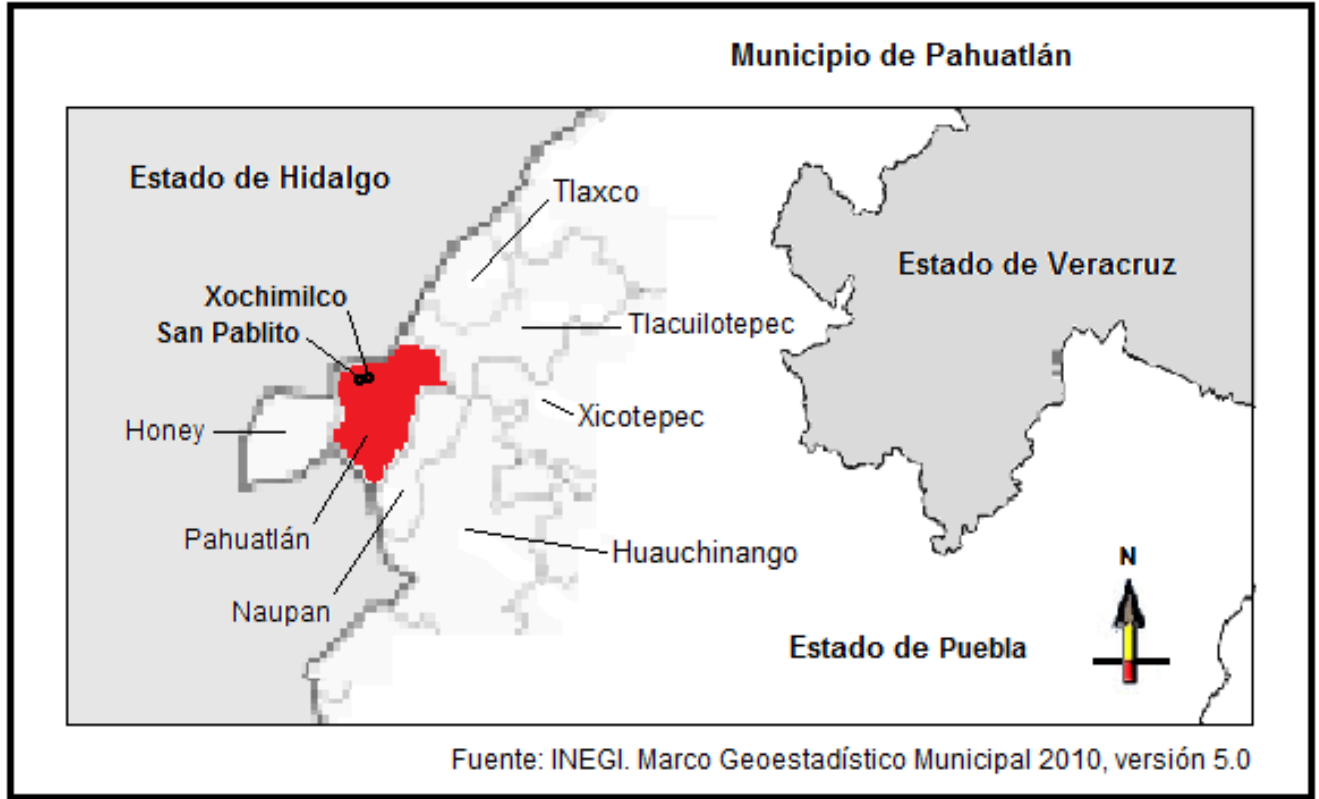 Municipio de Pahuatlán
Estado de Hidalgo
Tlaxco
Estado de Veracruz
Xochimilco
San Pablito
Tlacuilotepec
Xicotepec
Honey
Pahuatlán
Huauchinango
N
Naupan
Estado de Puebla
Fuente: INEGI. Marco Geoestadístico Municipal 2010, versión 5.0